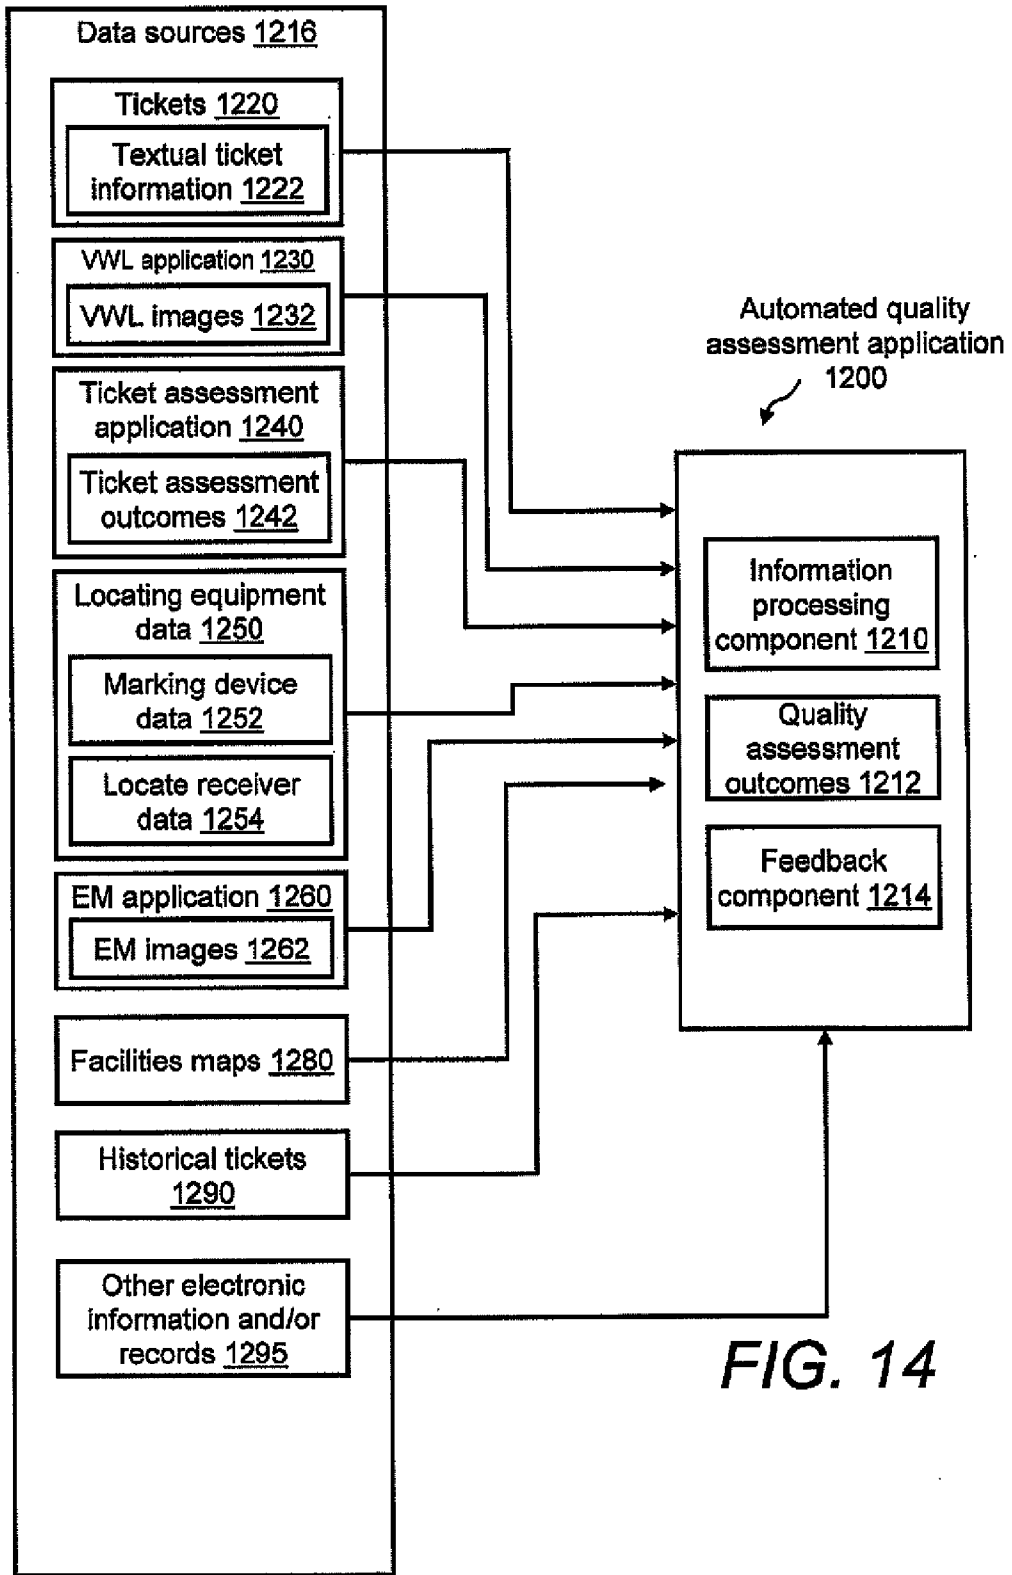 Data sources 1216
Tickets 1220
Textual ticket
information 1222
VWL application 1230
VWL images 1232
Ticket assessment
application 1240
Ticket assessment
outcomes 1242
Locating equipment
data 1250
Marking device
data 1252
Locate receiver
data 1254
EM application 1260
EM images 1262
Facilities maps 1280
Historical tickets
1290
Other electronic
information and/or
records 1295
Automated quality
assessment application
1200
Information
processing
component 1210
Quality
assessment
outcomes 1212
Feedback
component 1214
FIG. 14